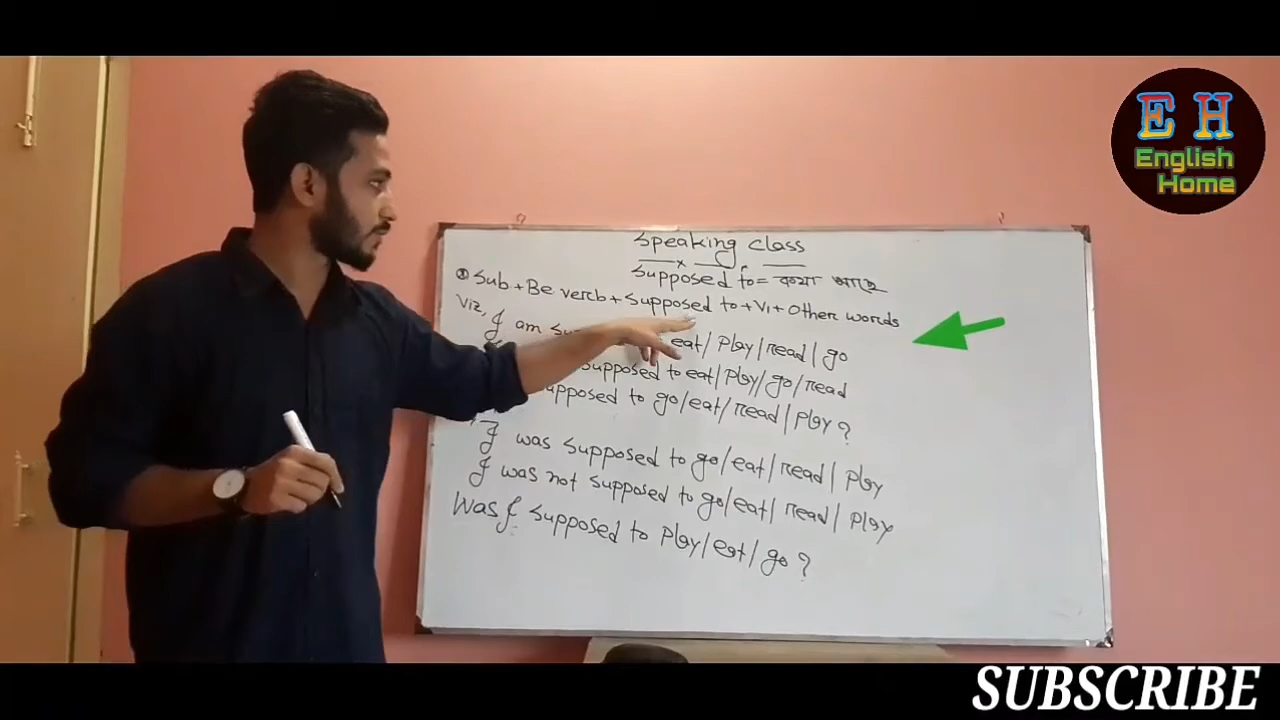 E H
English
Home
Speaking class
Supposed to = কথা আছে
Sub + Be verb + Supposed to + V1 + Other words
Viz, I am eat/ Play/ read/ go
supposed to eat/ Play/ go/ read
supposed to go/ eat/ read/ Play?
I was supposed to go/ eat/ read/ Play
I was not supposed to go/ eat/ read/ Play
Was I supposed to Play/ eat/ go?
SUBSCRIBE